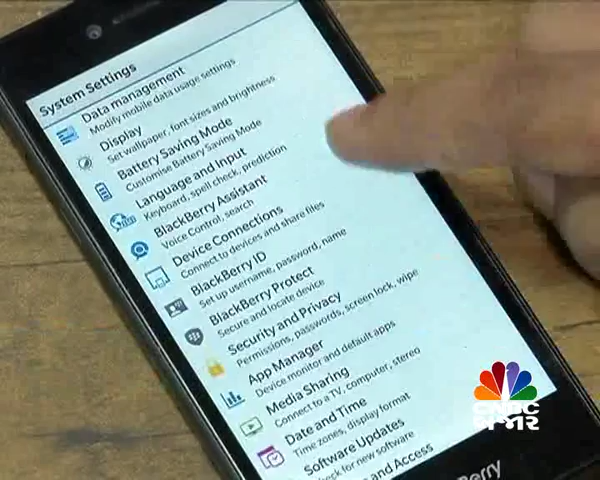 System Settings
Data management
Modify mobile data usage settings
Display
Set wallpaper, font sizes and brightness
Battery Saving Mode
Customise Battery Saving Mode
Language and Input
Keyboard, spell check, prediction
BlackBerry Assistant
Voice Control, search
Device Connections
Connect to devices and share files
BlackBerry ID
Set up username, password, name
BlackBerry Protect
Secure and locate device
Security and Privacy
Permissions, passwords, screen lock, wipe
App Manager
Device monitor and default apps
Media Sharing
Connect to a TV, computer, stereo
Date and Time
Time zones, display format
Software Updates
for new software
and Access
CNBC
બજાર